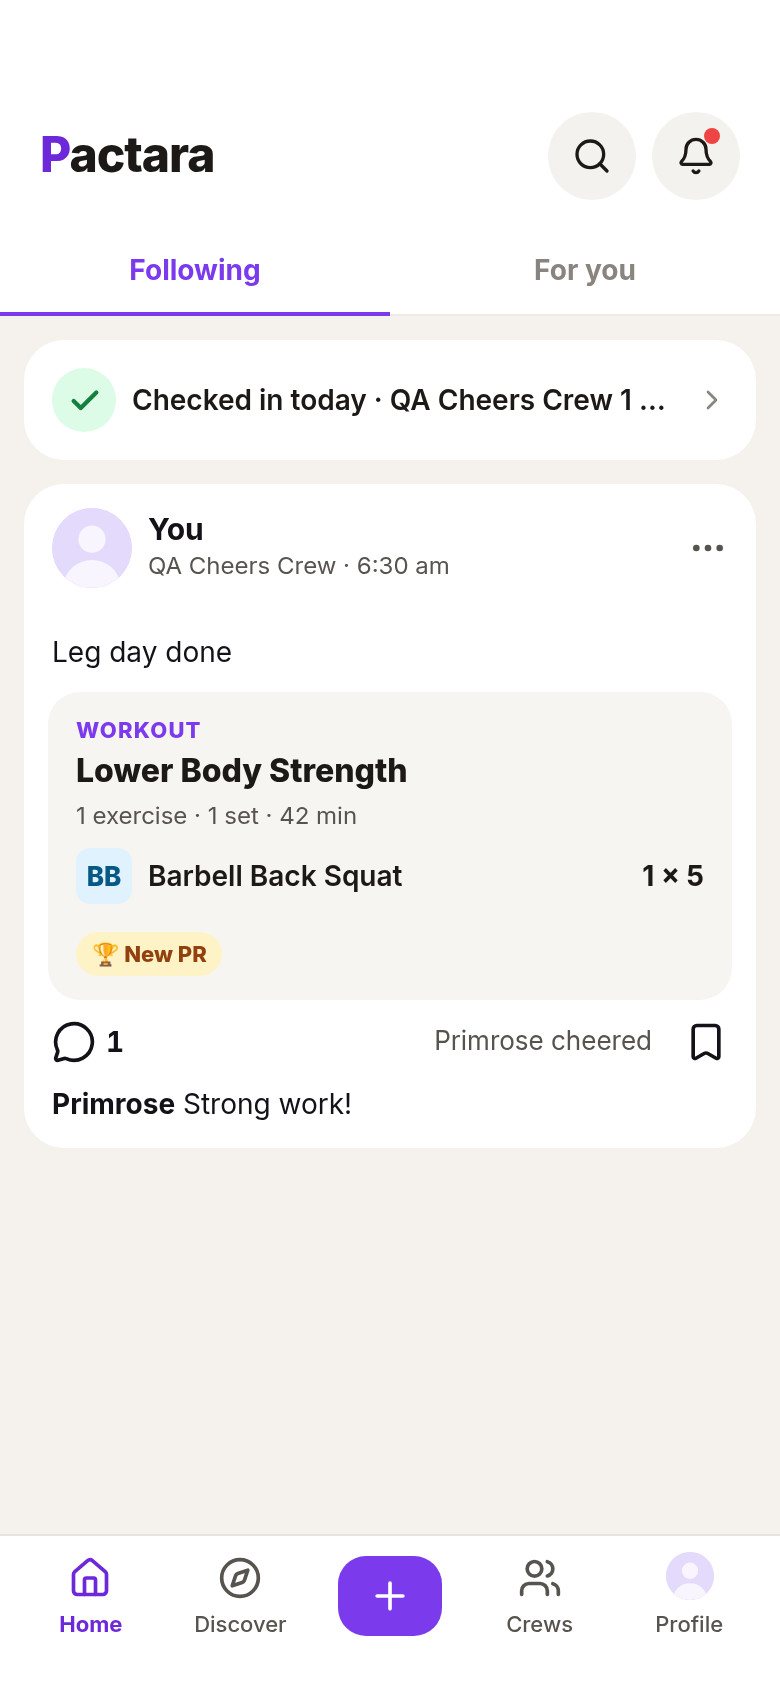 Pactara
Following
For you
Checked in today · QA Cheers Crew 1 ...
You
QA Cheers Crew · 6:30 am
Leg day done
WORKOUT
Lower Body Strength
1 exercise · 1 set · 42 min
BB Barbell Back Squat 1 × 5
🏆 New PR
1 Primrose cheered
Primrose Strong work!
Home
Discover
Crews
Profile